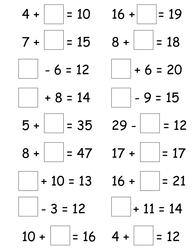 4 + □ = 10    16 + □ = 19
7 + □ = 15    8 + □ = 18
□ - 6 = 12    □ + 6 = 20
□ + 8 = 14    □ - 9 = 15
5 + □ = 35    29 - □ = 12
8 + □ = 47    17 + □ = 17
□ + 10 = 13    16 + □ = 21
□ - 3 = 12    □ + 11 = 14
10 + □ = 16    4 + □ = 12